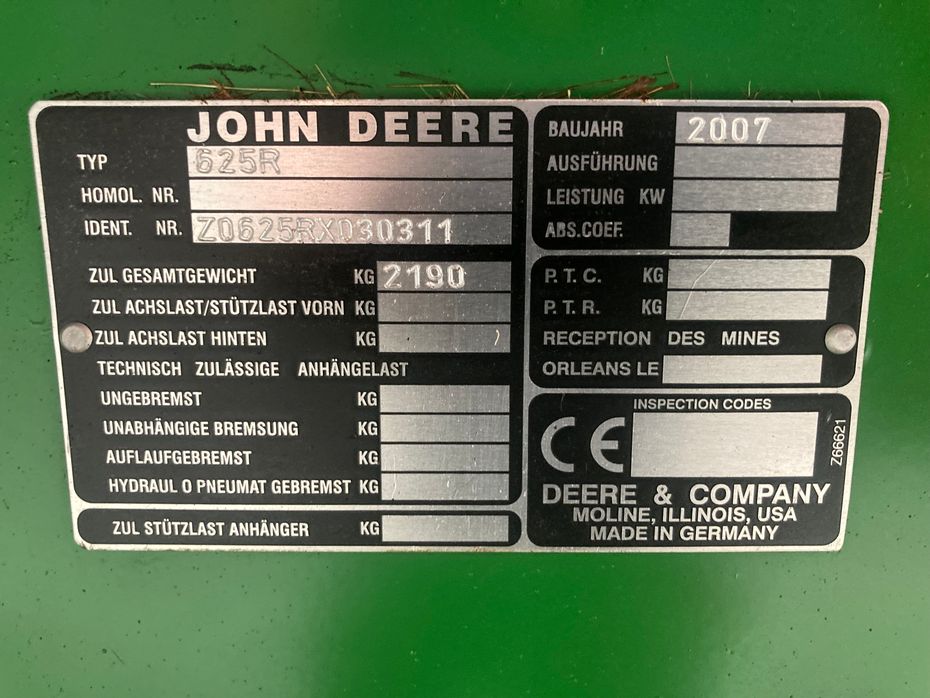 JOHN DEERE
TYP 625R
HOMOL. NR.
IDENT. NR. Z0625RX030311
ZUL GESAMTGEWICHT KG 2190
ZUL ACHSLAST/STÜTZLAST VORN KG
ZUL ACHSLAST HINTEN KG
TECHNISCH ZULÄSSIGE ANHÄNGELAST
UNGEBREMST KG
UNABHÄNGIGE BREMSUNG KG
AUFLAUFGEBREMST KG
HYDRAUL O PNEUMAT GEBREMST KG
ZUL STÜTZLAST ANHÄNGER KG
BAUJAHR 2007
AUSFÜHRUNG
LEISTUNG KW
ABS.COEF.
P.T.C. KG
P.T.R. KG
RECEPTION DES MINES
ORLEANS LE
INSPECTION CODES
CE
Z66621
DEERE & COMPANY
MOLINE, ILLINOIS, USA
MADE IN GERMANY